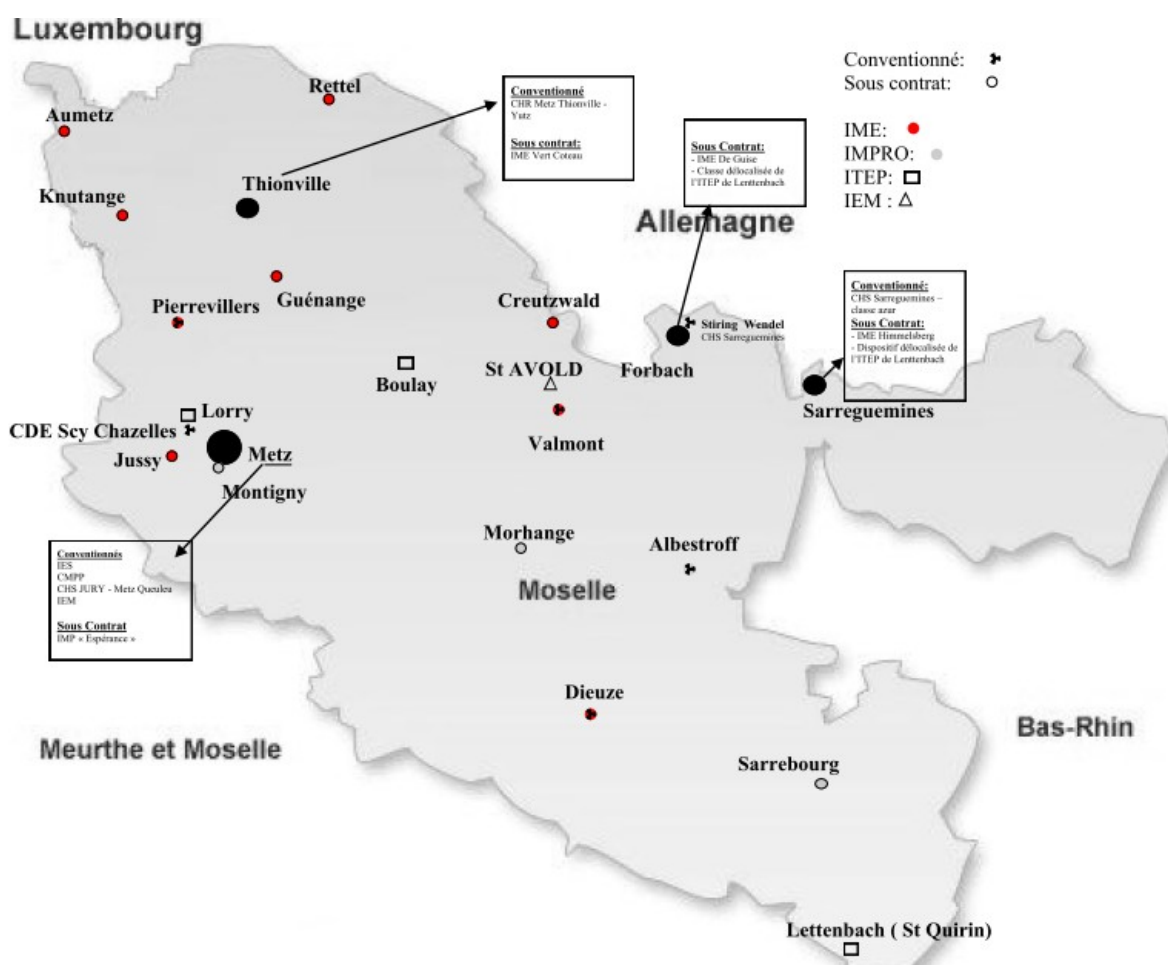 Luxembourg
Conventionné:
Sous contrat:
IME:
IMPRO:
ITEP:
IEM :
Rettel
Aumetz
Knutange
Thionville
Conventionné
CHR Metz Thionville -
Yutz
Sous contrat:
IME Vert Coteau
Sous Contrat:
- IME De Guise
- Classe délocalisée de
l'ITEP de Lenttenbach
Allemagne
Pierrevillers
Guénange
Creutzwald
Stiring Wendel
CHS Sarreguemines
Conventionné:
CHS Sarreguemines –
classe azur
Sous Contrat:
- IME Himmelsberg
- Dispositif délocalisée de
l'ITEP de Lenttenbach
Boulay
St AVOLD
Forbach
Sarreguemines
Lorry
CDE Scy Chazelles
Valmont
Jussy
Metz
Montigny
Morhange
Albestroff
Conventionnés
IES
CMPP
CHS JURY - Metz Queuleu
IEM
Sous Contrat
IMP « Espérance »
Moselle
Dieuze
Meurthe et Moselle
Bas-Rhin
Sarrebourg
Lettenbach ( St Quirin)